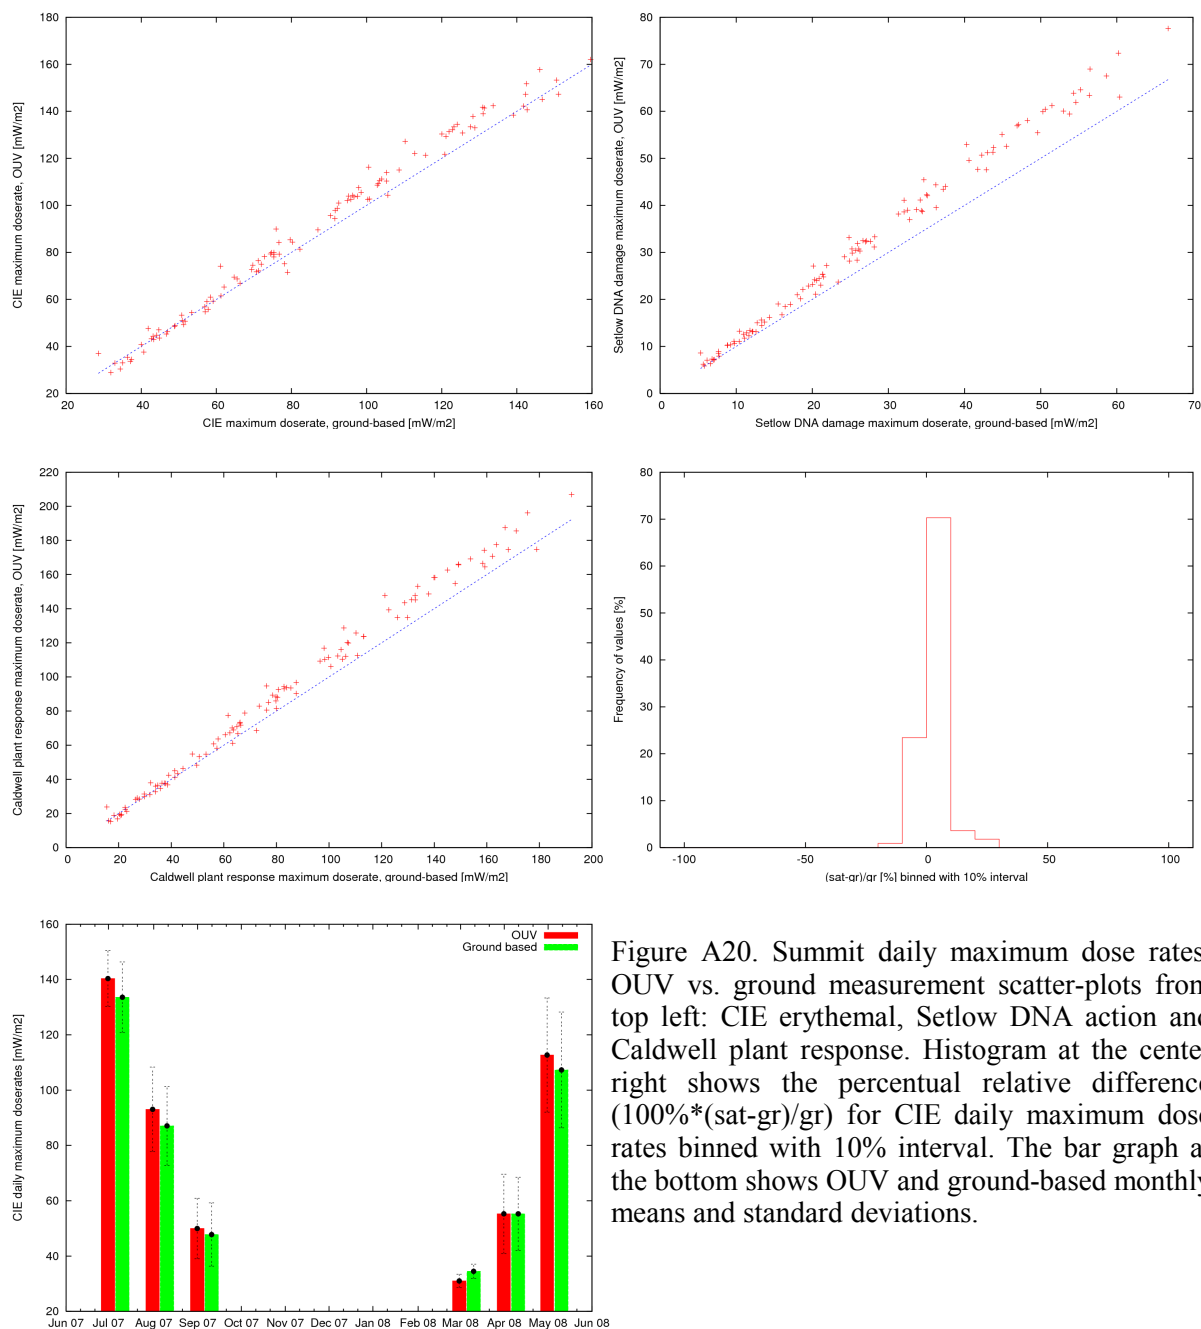 180
160
140
120
100
80
60
40
20
20 40 60 80 100 120 140 160
CIE maximum doserate, OUV [mW/m2]
CIE maximum doserate, ground-based [mW/m2]
80
70
60
50
40
30
20
10
0
0 10 20 30 40 50 60 70
Setlow DNA damage maximum doserate, OUV [mW/m2]
Setlow DNA damage maximum doserate, ground-based [mW/m2]
220
200
180
160
140
120
100
80
60
40
20
0
0 20 40 60 80 100 120 140 160 180 200
Caldwell plant response maximum doserate, OUV [mW/m2]
Caldwell plant response maximum doserate, ground-based [mW/m2]
80
70
60
50
40
30
20
10
0
-100 -50 0 50 100
Frequency of values [%]
(sat-gr)/gr [%] binned with 10% interval
160
140
120
100
80
60
40
20
Jun 07 Jul 07 Aug 07 Sep 07 Oct 07 Nov 07 Dec 07 Jan 08 Feb 08 Mar 08 Apr 08 May 08 Jun 08
CIE daily maximum doserates [mW/m2]
OUV
Ground based
Figure A20. Summit daily maximum dose rates
OUV vs. ground measurement scatter-plots from
top left: CIE erythemal, Setlow DNA action and
Caldwell plant response. Histogram at the center
right shows the percentual relative difference
(100%*(sat-gr)/gr) for CIE daily maximum dose
rates binned with 10% interval. The bar graph at
the bottom shows OUV and ground-based monthly
means and standard deviations.